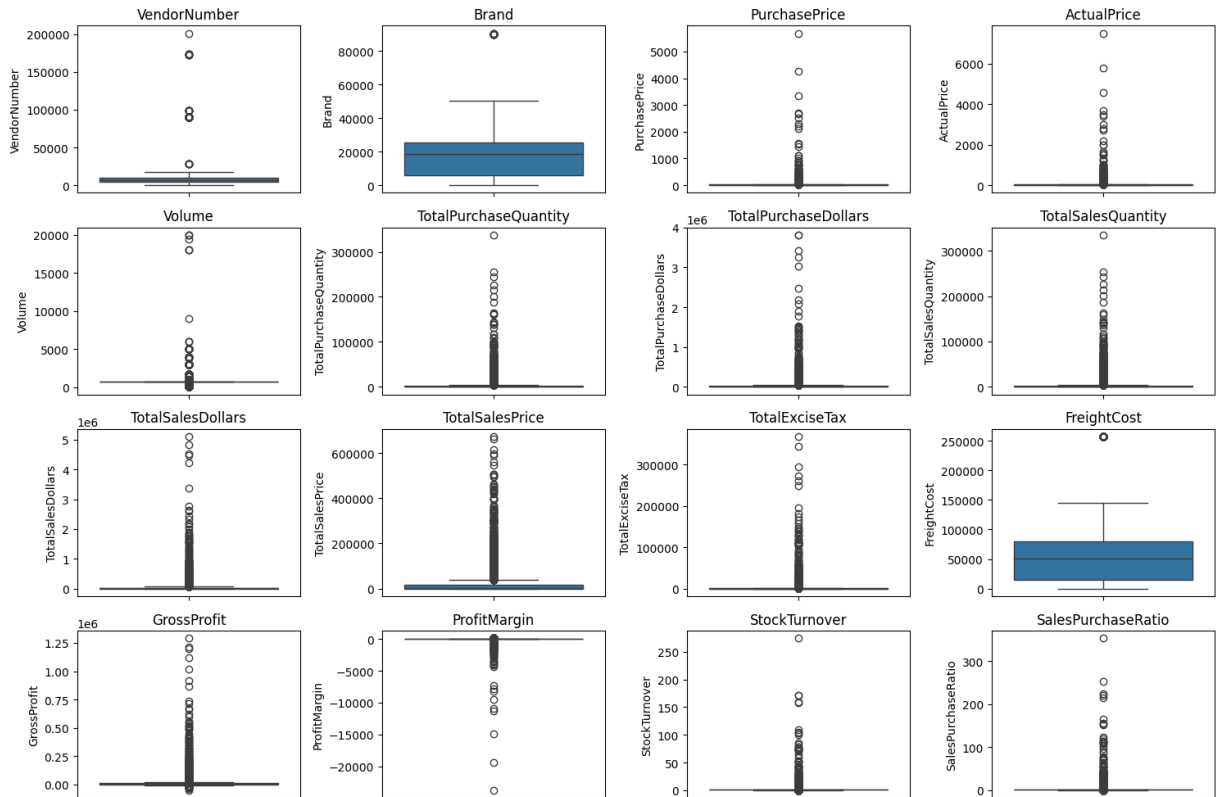 VendorNumber
VendorNumber
200000
150000
100000
50000
0
Brand
Brand
80000
60000
40000
20000
0
PurchasePrice
PurchasePrice
5000
4000
3000
2000
1000
0
ActualPrice
ActualPrice
6000
4000
2000
0
Volume
Volume
20000
15000
10000
5000
0
TotalPurchaseQuantity
TotalPurchaseQuantity
300000
200000
100000
0
TotalPurchaseDollars
1e6
TotalPurchaseDollars
4
3
2
1
0
TotalSalesQuantity
TotalSalesQuantity
300000
200000
100000
0
TotalSalesDollars
1e6
TotalSalesDollars
5
4
3
2
1
0
TotalSalesPrice
TotalSalesPrice
600000
400000
200000
0
TotalExciseTax
TotalExciseTax
300000
200000
100000
0
FreightCost
FreightCost
250000
200000
150000
100000
50000
0
GrossProfit
1e6
GrossProfit
1.25
1.00
0.75
0.50
0.25
0.00
ProfitMargin
ProfitMargin
0
−5000
−10000
−15000
−20000
StockTurnover
StockTurnover
250
200
150
100
50
0
SalesPurchaseRatio
SalesPurchaseRatio
300
200
100
0